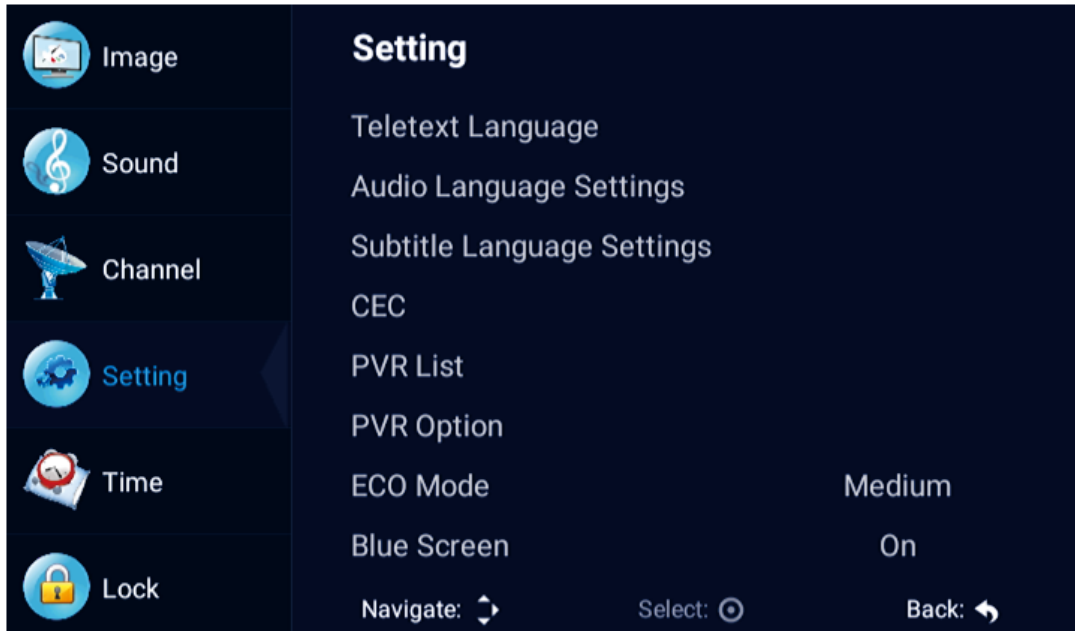 Image
Sound
Channel
Setting
Time
Lock
Setting
Teletext Language
Audio Language Settings
Subtitle Language Settings
CEC
PVR List
PVR Option
ECO Mode Medium
Blue Screen On
Navigate: Select: Back: